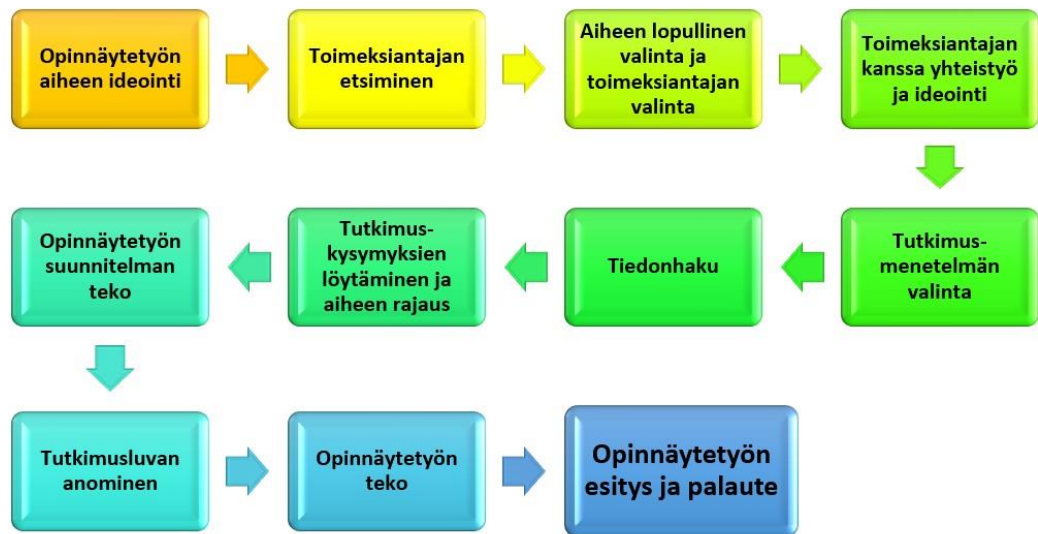 Opinnäytetyön
aiheen ideointi
Toimeksiantajan
etsiminen
Aiheen lopullinen
valinta ja
toimeksiantajan
valinta
Toimeksiantajan
kanssa yhteistyö
ja ideointi
Tutkimus-
menetelmän
valinta
Tiedonhaku
Tutkimus-
kysymyksien
löytäminen ja
aiheen rajaus
Opinnäytetyön
suunnitelman
teko
Tutkimusluvan
anominen
Opinnäytetyön
teko
Opinnäytetyön
esitys ja palaute